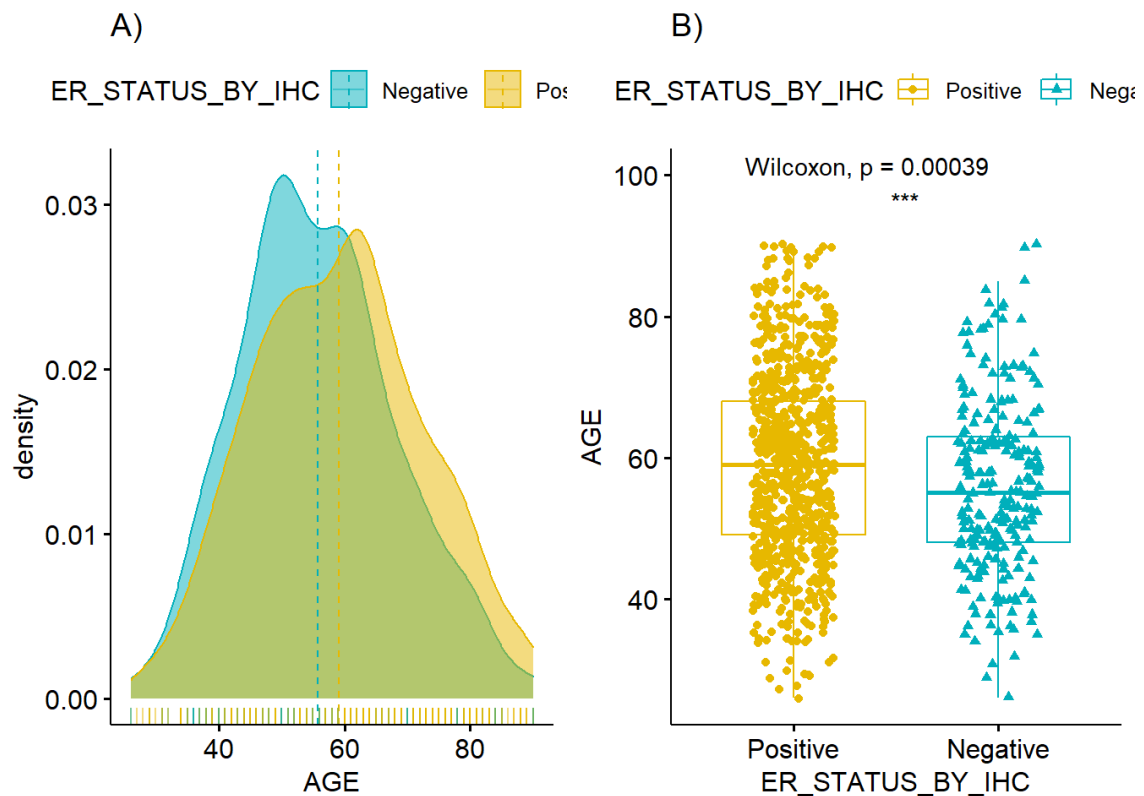 A)
ER_STATUS_BY_IHC Negative Pos
0.03
0.02
0.01
0.00
density
40 60 80
AGE
B)
ER_STATUS_BY_IHC Positive Nega
Wilcoxon, p = 0.00039
***
100
80
60
40
AGE
Positive Negative
ER_STATUS_BY_IHC